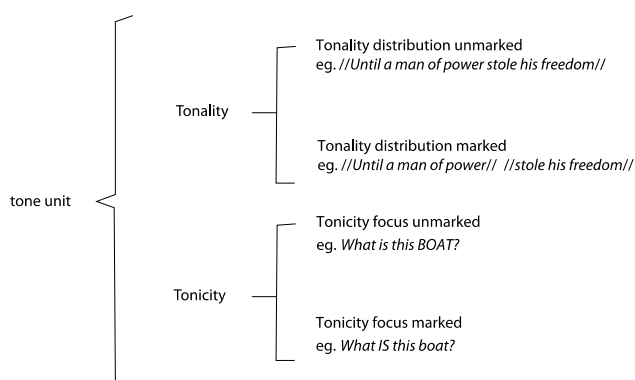 Tonality distribution unmarked
eg. //Until a man of power stole his freedom//
Tonality
Tonality distribution marked
eg. //Until a man of power// //stole his freedom//
tone unit
Tonicity focus unmarked
eg. What is this BOAT?
Tonicity
Tonicity focus marked
eg. What IS this boat?